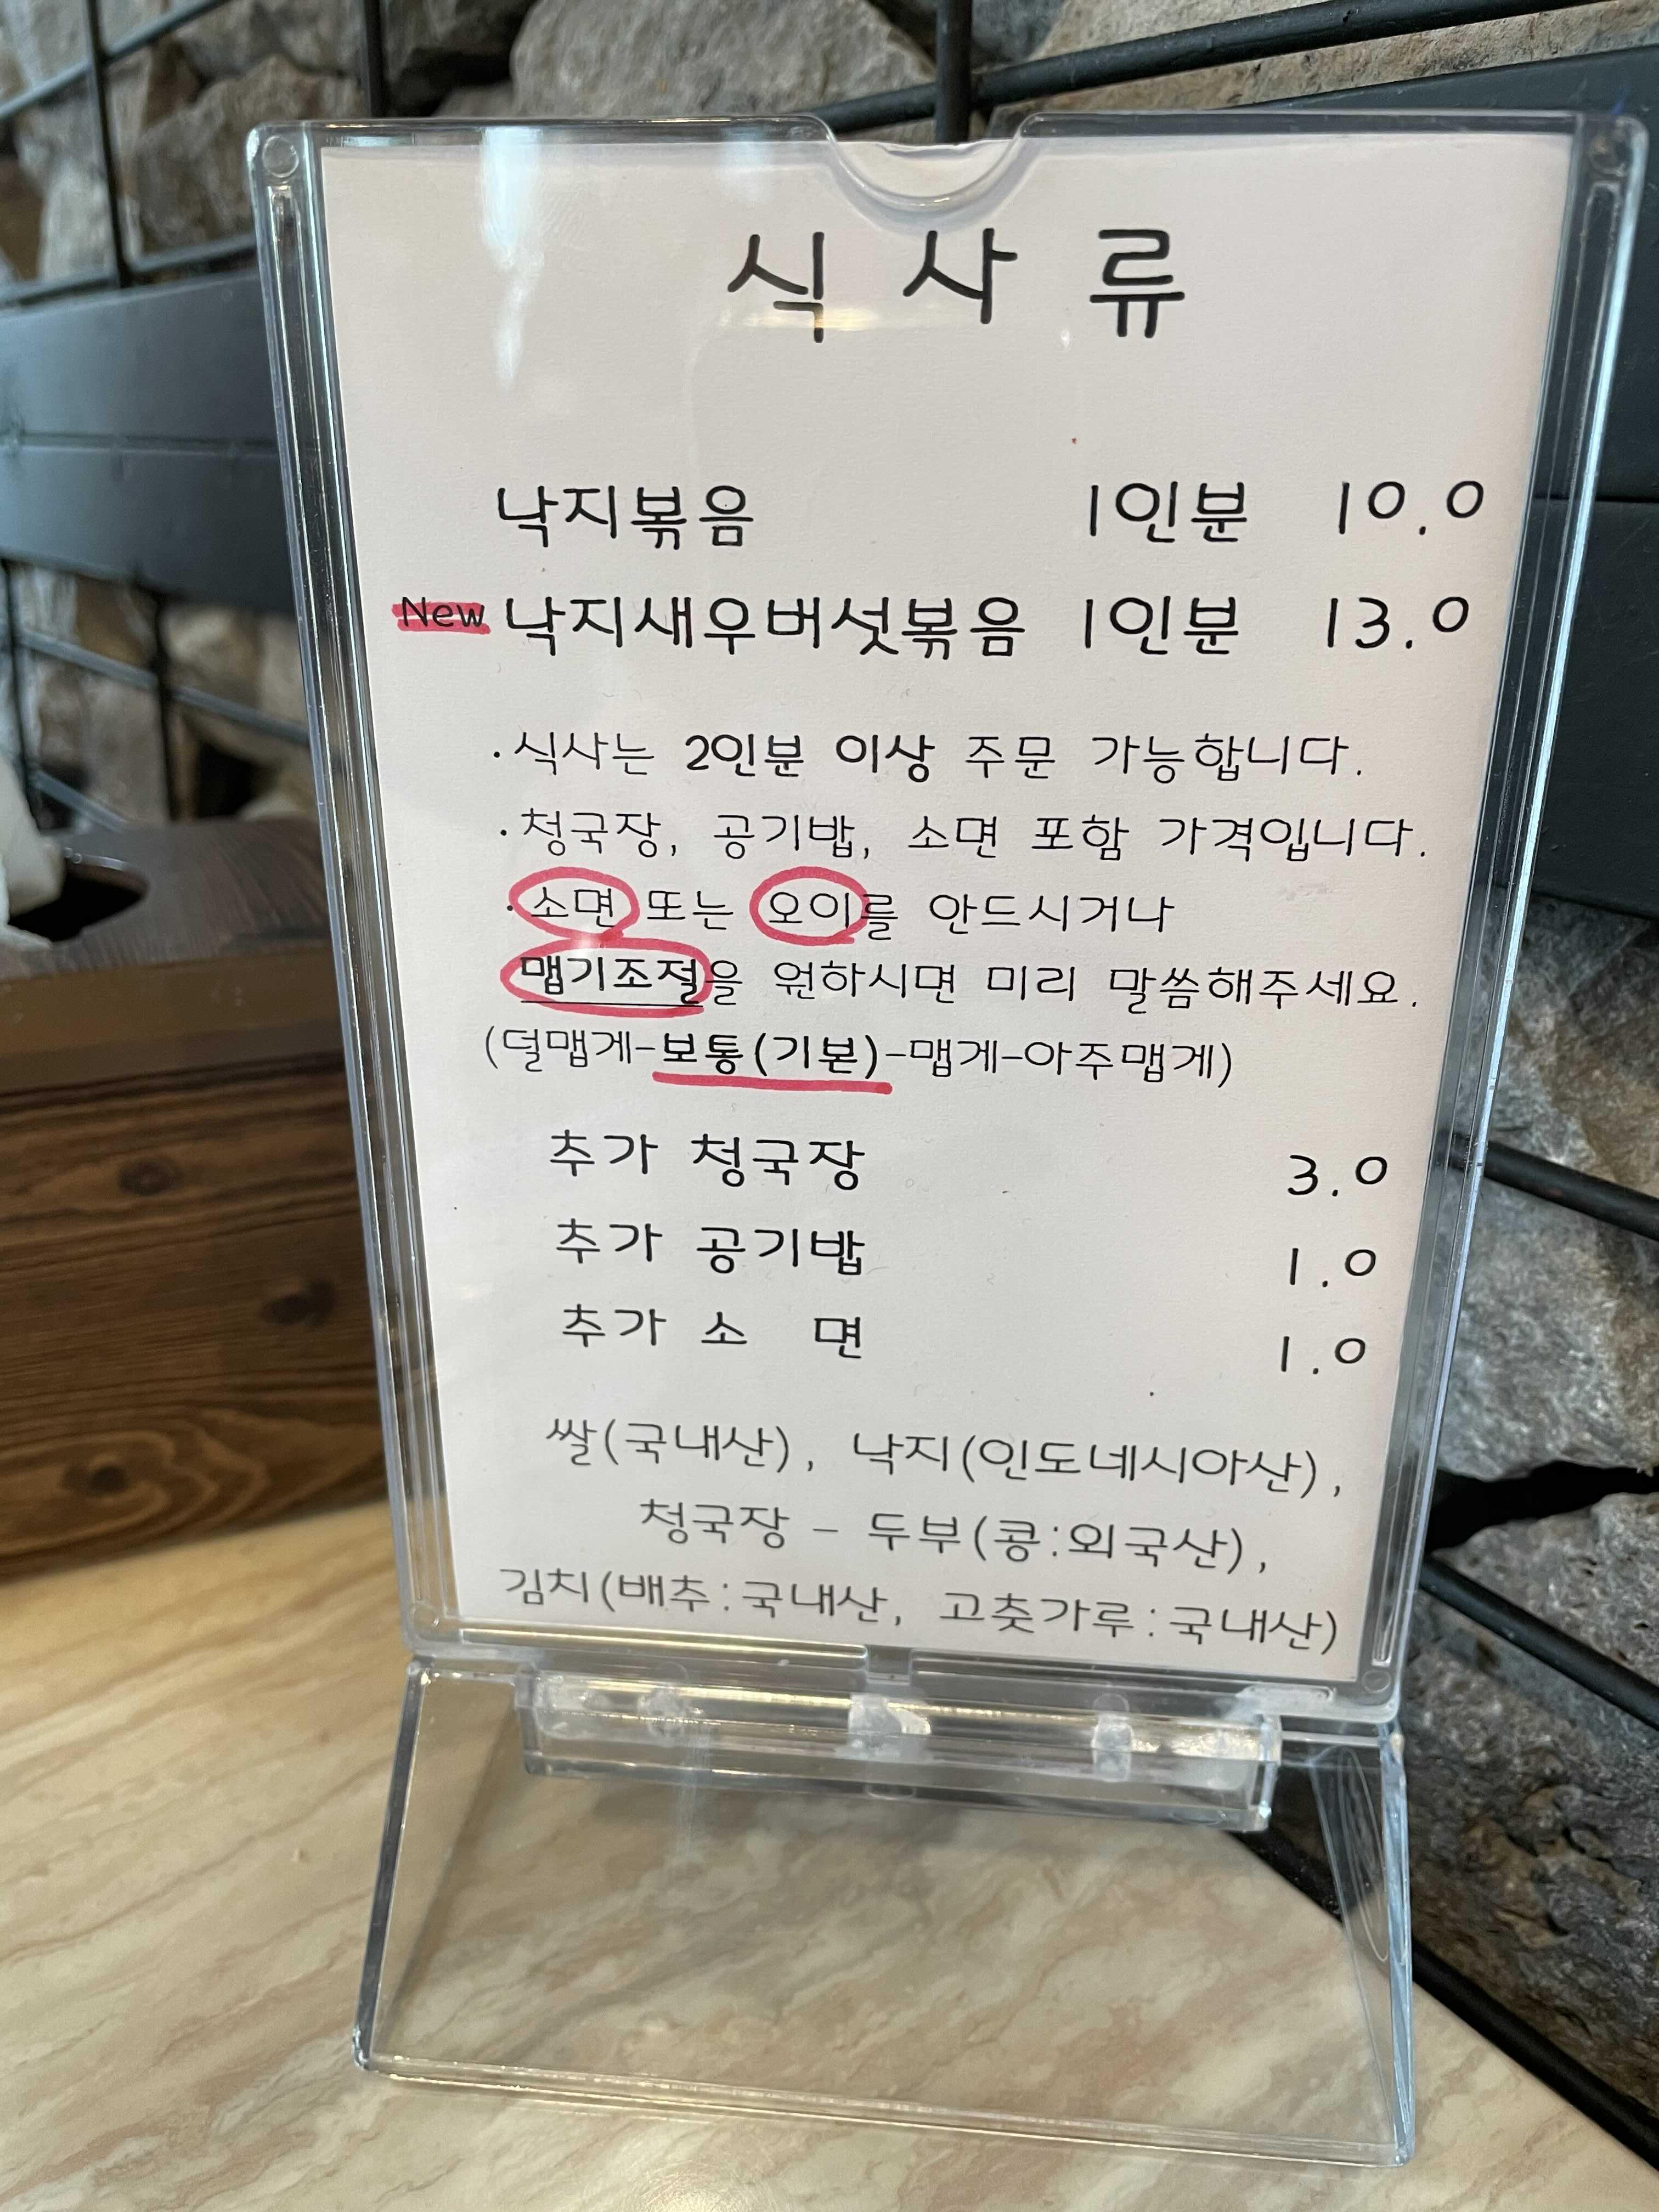 식사류
낙지볶음 1인분 10.0
New 낙지새우버섯볶음 1인분 13.0
·식사는 2인분 이상 주문 가능합니다.
·청국장, 공기밥, 소면 포함 가격입니다.
·소면 또는 오이를 안드시거나
맵기조절을 원하시면 미리 말씀해주세요.
(덜맵게-보통(기본)-맵게-아주맵게)
추가 청국장 3.0
추가 공기밥 1.0
추가 소 면 1.0
쌀(국내산), 낙지(인도네시아산),
청국장 - 두부(콩:외국산),
김치(배추:국내산, 고춧가루:국내산)